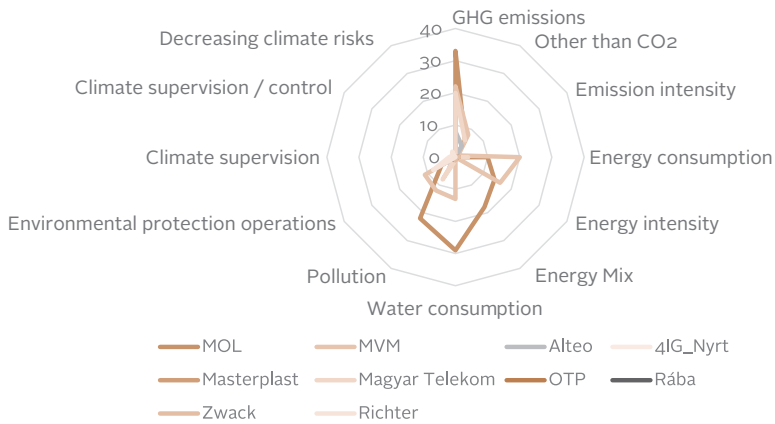 GHG emissions
Other than CO2
Emission intensity
Energy consumption
Energy intensity
Energy Mix
Water consumption
Pollution
Environmental protection operations
Climate supervision
Climate supervision / control
Decreasing climate risks
40
30
20
10
0
MOL MVM Alteo 4IG_Nyrt
Masterplast Magyar Telekom OTP Rába
Zwack Richter